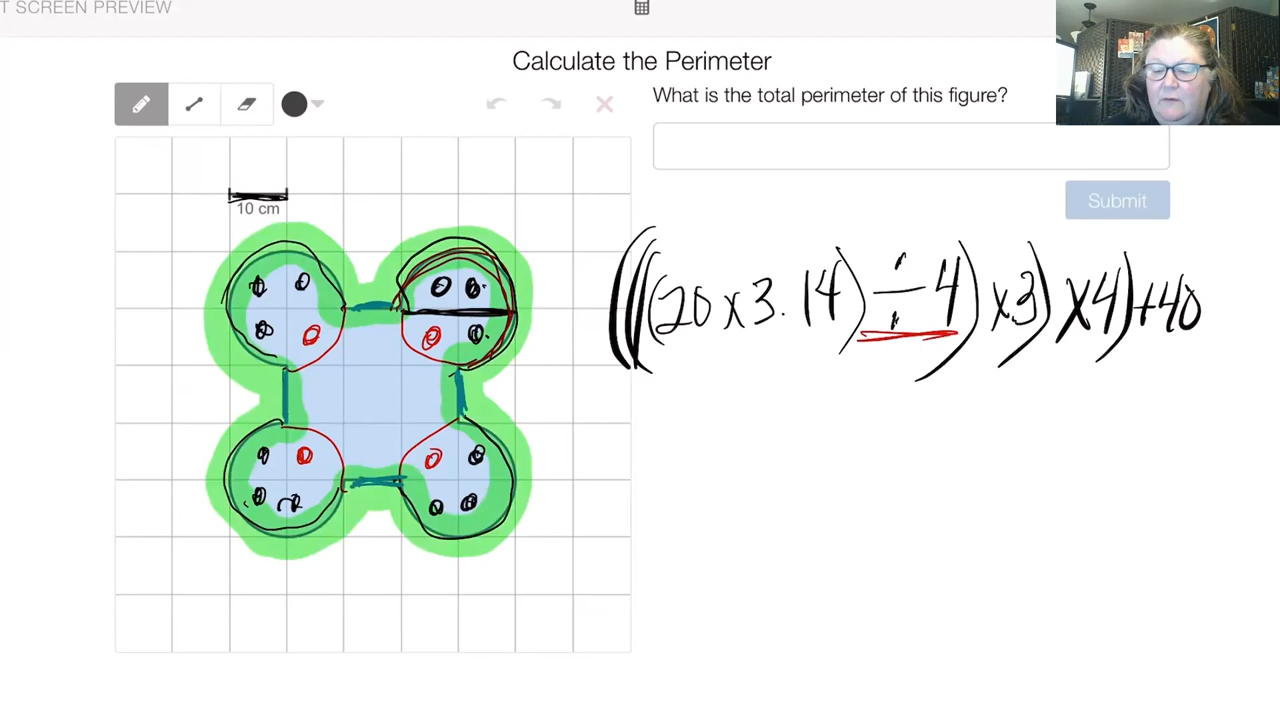 T SCREEN PREVIEW
Calculate the Perimeter
What is the total perimeter of this figure?
10 cm
Submit
((((20 x 3.14) ÷ 4) x 3) x 4) + 40